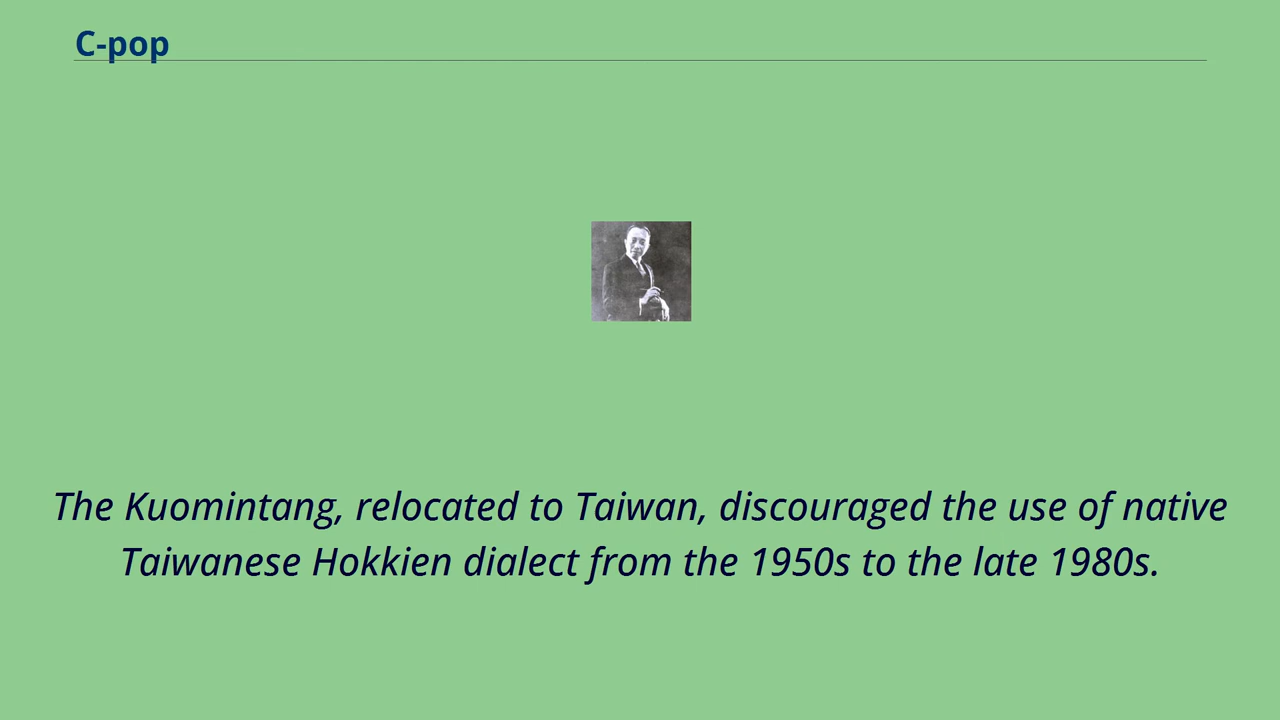 C-pop
The Kuomintang, relocated to Taiwan, discouraged the use of native
Taiwanese Hokkien dialect from the 1950s to the late 1980s.